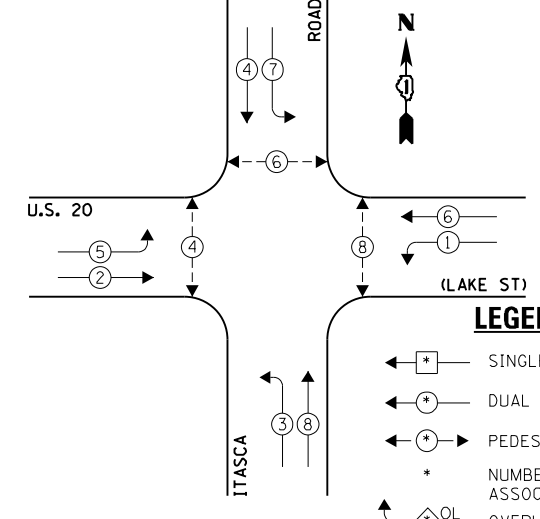 ROAD
N
4 7
6
U.S. 20
5
2
4
8
6
1
(LAKE ST)
3 8
ITASCA
LEGE
* SINGL
* DUAL
* PEDES
* NUMBE
ASSOC
* OL